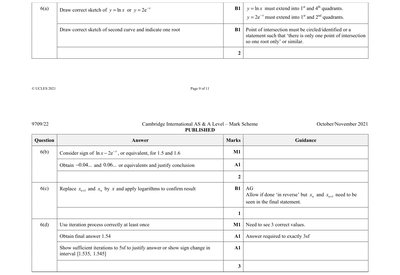 6(a) Draw correct sketch of y = ln x or y = 2e⁻ˣ B1 y = ln x must extend into 1st and 4th quadrants.
y = 2e⁻ˣ must extend into 1st and 2nd quadrants.
Draw correct sketch of second curve and indicate one root B1 Point of intersection must be circled/identified or a
statement such that 'there is only one point of intersection
so one root only' or similar.
2
© UCLES 2021 Page 9 of 11
9709/22 Cambridge International AS & A Level – Mark Scheme October/November 2021
PUBLISHED
Question Answer Marks Guidance
6(b) Consider sign of ln x – 2e⁻ˣ, or equivalent, for 1.5 and 1.6 M1
Obtain –0.04... and 0.06... or equivalents and justify conclusion A1
2
6(c) Replace xₙ₊₁ and xₙ by x and apply logarithms to confirm result B1 AG
Allow if done 'in reverse' but xₙ and xₙ₊₁ need to be
seen in the final statement.
1
6(d) Use iteration process correctly at least once M1 Need to see 3 correct values.
Obtain final answer 1.54 A1 Answer required to exactly 3sf
Show sufficient iterations to 5sf to justify answer or show sign change in A1
interval [1.535, 1.545]
3